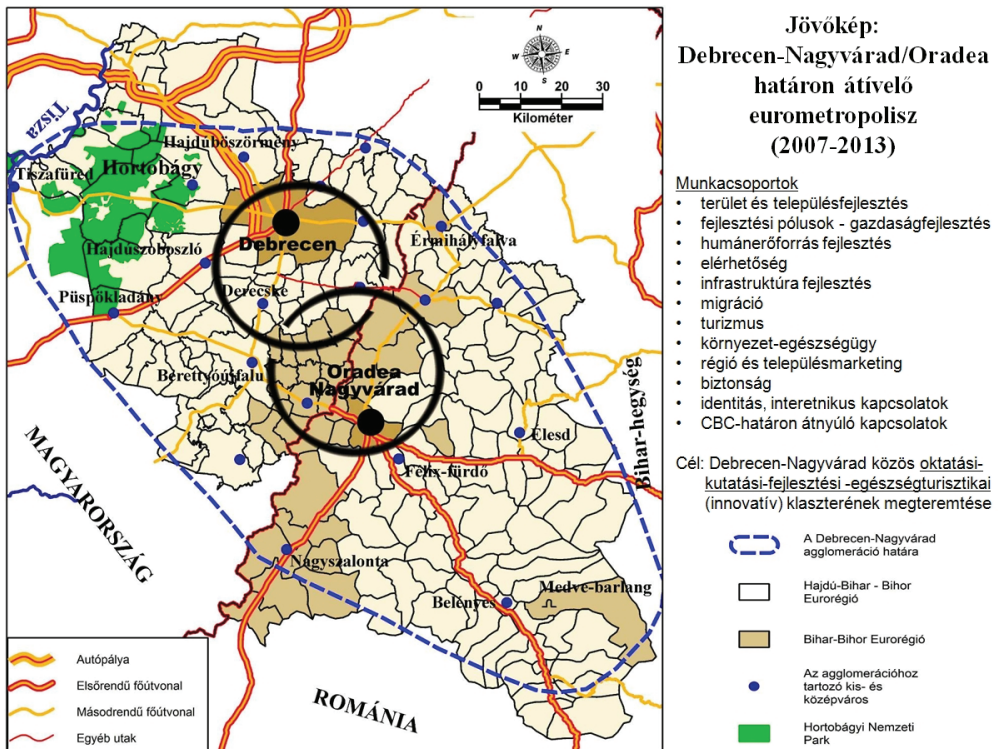 Jövőkép:
Debrecen-Nagyvárad/Oradea
határon átívelő
eurometropolisz
(2007-2013)
Munkacsoportok
• terület és településfejlesztés
• fejlesztési pólusok - gazdaságfejlesztés
• humánerőforrás fejlesztés
• elérhetőség
• infrastruktúra fejlesztés
• migráció
• turizmus
• környezet-egészségügy
• régió és településmarketing
• biztonság
• identitás, interetnikus kapcsolatok
• CBC-határon átnyúló kapcsolatok
Cél: Debrecen-Nagyvárad közös oktatási-
kutatási-fejlesztési -egészségturisztikai
(innovatív) klaszterének megteremtése
A Debrecen-Nagyvárad
agglomeráció határa
Hajdú-Bihar - Bihor
Eurorégió
Bihar-Bihor Eurorégió
Az agglomerációhoz
tartozó kis- és
középváros
Hortobágyi Nemzeti
Park
N
W
E
S
0 10 20 30
Kilométer
Tisza
Hajdúböszörmény
Tiszafüred
Hortobágy
Debrecen
Érmihályfalva
Hajdúszoboszló
Derecske
Püspökladány
Berettyóújfalu
Oradea
Nagyvárad
Bihar-hegység
Elesd
Félix-fürdő
MAGYARORSZÁG
Nagyszalonta
Medve-barlang
Belényes
ROMÁNIA
Autópálya
Elsőrendű főútvonal
Másodrendű főútvonal
Egyéb utak